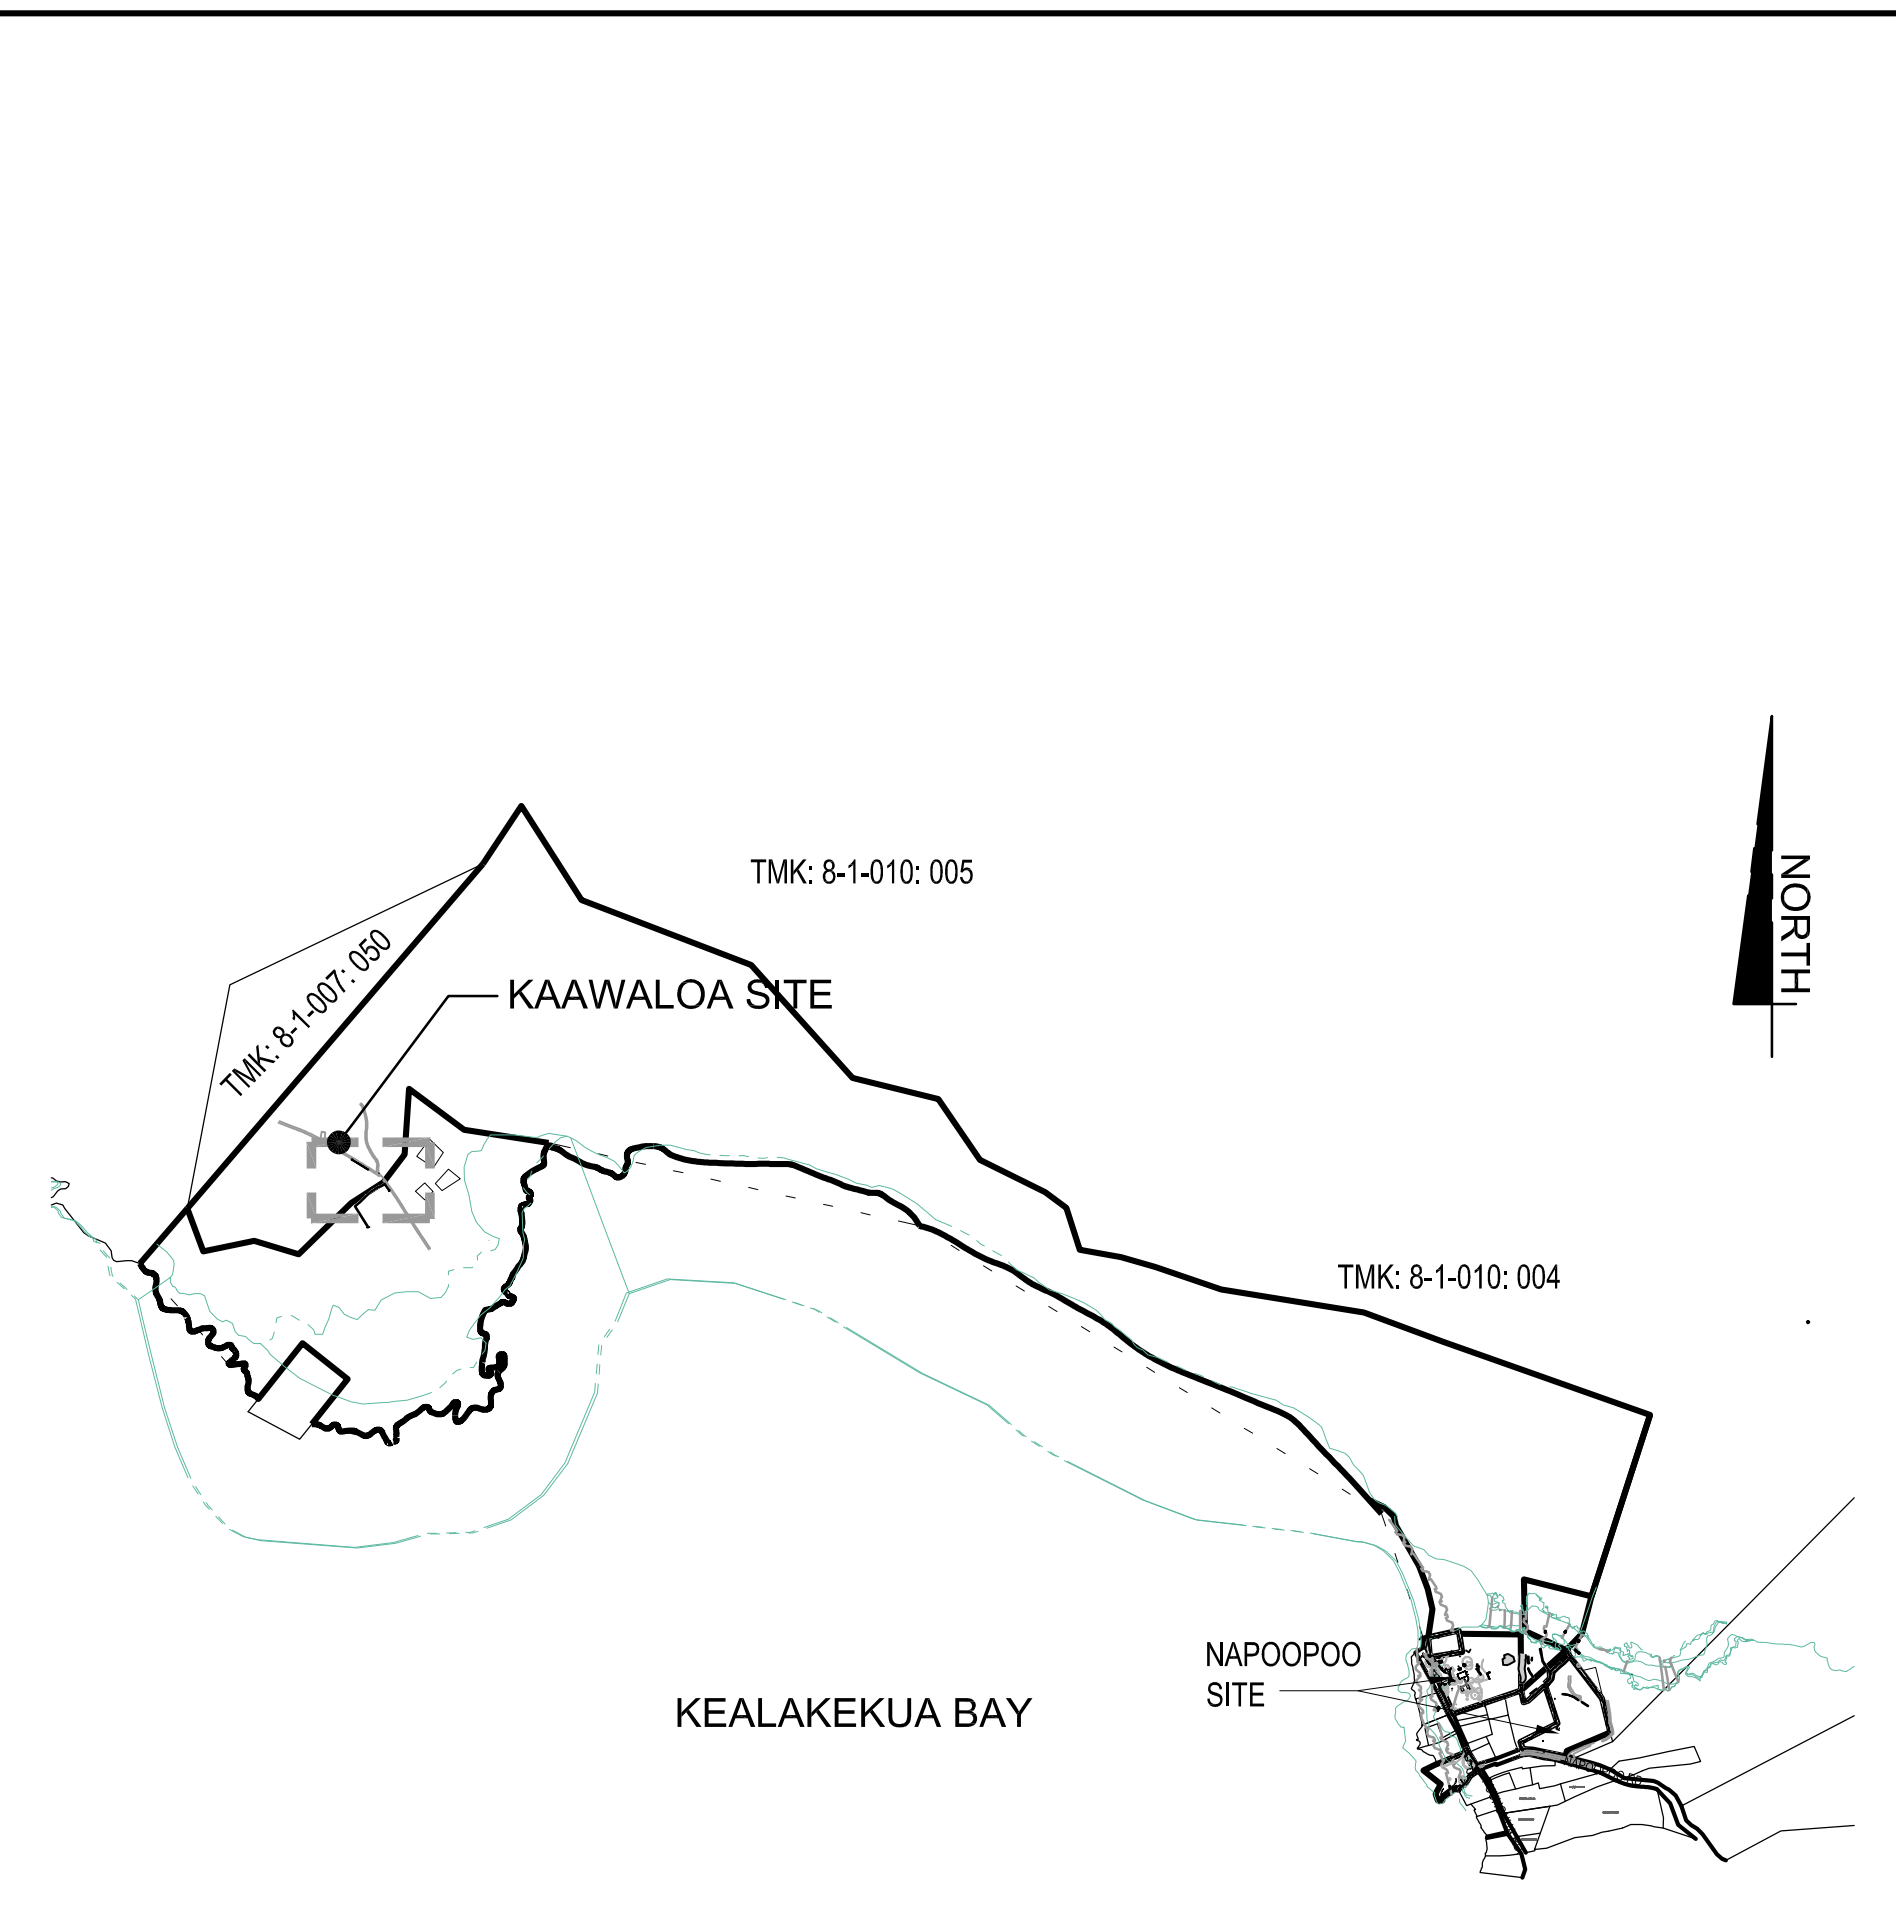 TMK: 8-1-010: 005
NORTH
TMK: 8-1-007: 050
KAAWALOA SITE
TMK: 8-1-010: 004
NAPOOPOO
SITE
KEALAKEKUA BAY